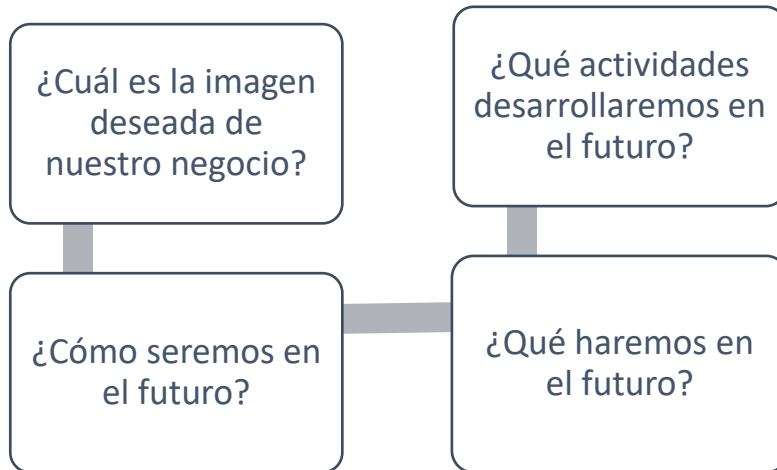 ¿Cuál es la imagen
deseada de
nuestro negocio?
¿Cómo seremos en
el futuro?
¿Qué haremos en
el futuro?
¿Qué actividades
desarrollaremos en
el futuro?